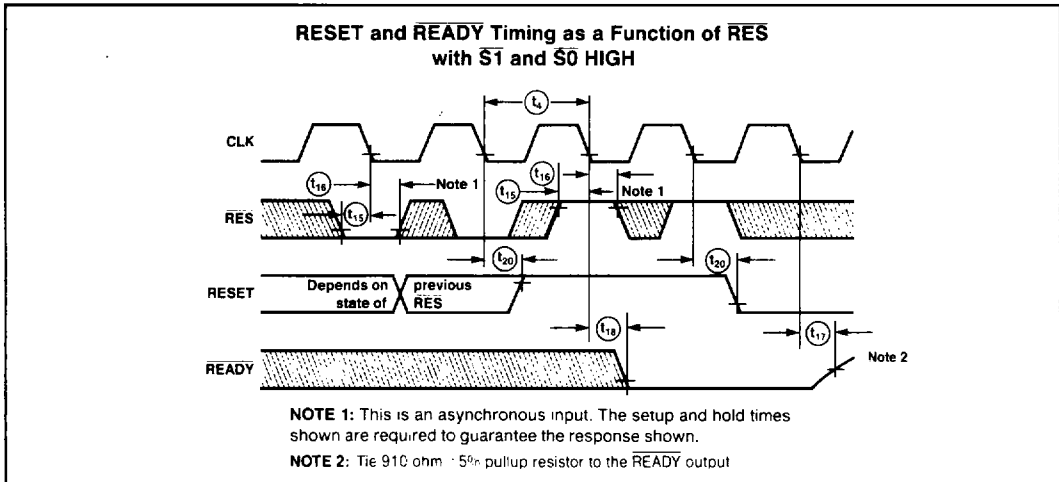 RESET and READY Timing as a Function of RES
with S1 and S0 HIGH
t4
CLK
t16
Note 1
t16
t15
Note 1
t15
RES
t20
t20
RESET
Depends on previous
state of RES
t18
t17
READY
Note 2
NOTE 1: This is an asynchronous input. The setup and hold times
shown are required to guarantee the response shown.
NOTE 2: Tie 910 ohm 5% pullup resistor to the READY output